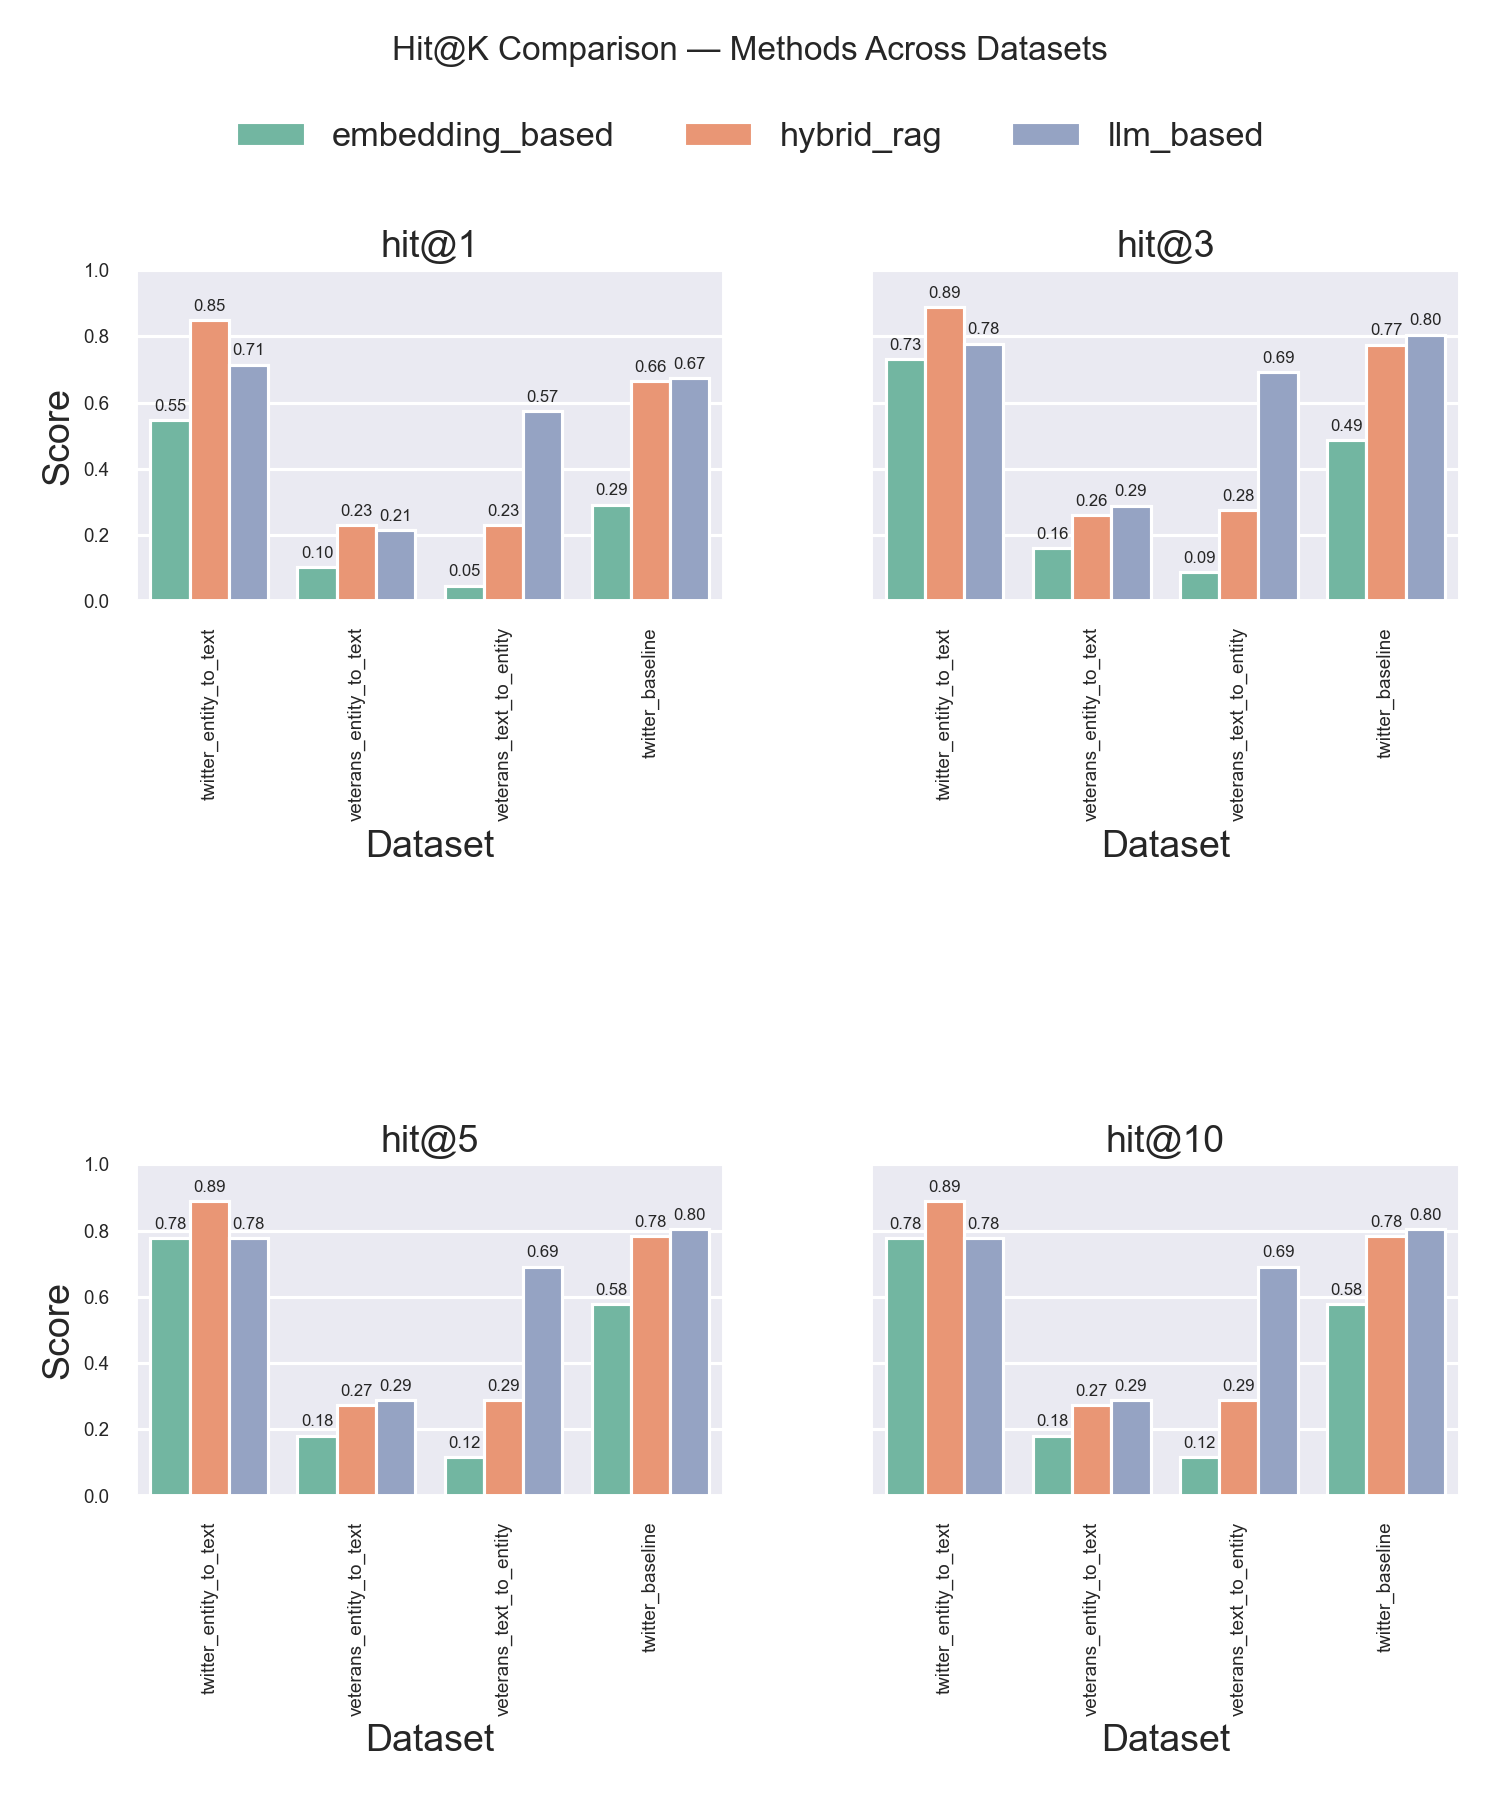 Hit@K Comparison — Methods Across Datasets
embedding_based
hybrid_rag
llm_based
hit@1
Score
1.0
0.8
0.6
0.4
0.2
0.0
0.55
0.85
0.71
0.10
0.23
0.21
0.05
0.23
0.57
0.29
0.66
0.67
twitter_entity_to_text
veterans_entity_to_text
veterans_text_to_entity
twitter_baseline
Dataset
hit@3
0.73
0.89
0.78
0.16
0.26
0.29
0.09
0.28
0.69
0.49
0.77
0.80
twitter_entity_to_text
veterans_entity_to_text
veterans_text_to_entity
twitter_baseline
Dataset
hit@5
Score
1.0
0.8
0.6
0.4
0.2
0.0
0.78
0.89
0.78
0.18
0.27
0.29
0.12
0.29
0.69
0.58
0.78
0.80
twitter_entity_to_text
veterans_entity_to_text
veterans_text_to_entity
twitter_baseline
Dataset
hit@10
0.78
0.89
0.78
0.18
0.27
0.29
0.12
0.29
0.69
0.58
0.78
0.80
twitter_entity_to_text
veterans_entity_to_text
veterans_text_to_entity
twitter_baseline
Dataset